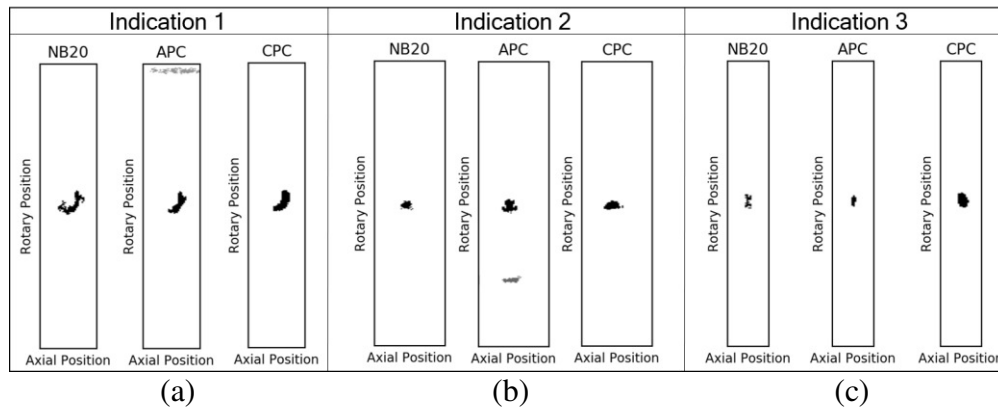 Indication 1 Indication 2 Indication 3
NB20 APC CPC NB20 APC CPC NB20 APC CPC
Rotary Position Rotary Position Rotary Position Rotary Position Rotary Position Rotary Position Rotary Position Rotary Position Rotary Position
Axial Position Axial Position Axial Position Axial Position Axial Position Axial Position Axial Position Axial Position Axial Position
(a) (b) (c)